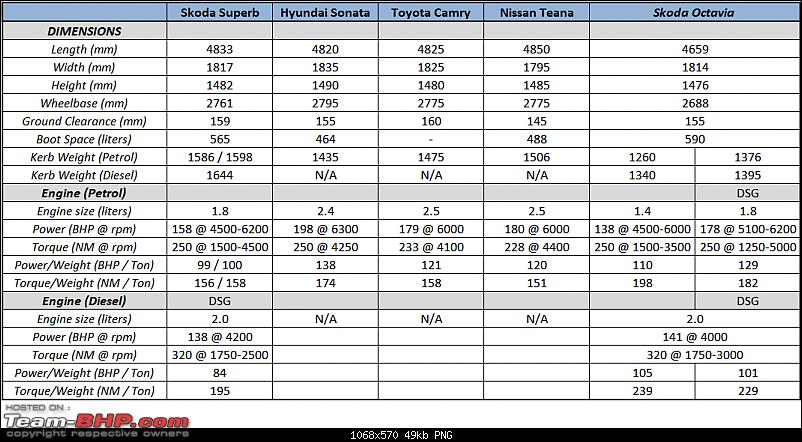 Skoda Superb Hyundai Sonata Toyota Camry Nissan Teana Skoda Octavia
DIMENSIONS
Length (mm) 4833 4820 4825 4850 4659
Width (mm) 1817 1835 1825 1795 1814
Height (mm) 1482 1490 1480 1485 1476
Wheelbase (mm) 2761 2795 2775 2775 2688
Ground Clearance (mm) 159 155 160 145 155
Boot Space (liters) 565 464 - 488 590
Kerb Weight (Petrol) 1586 / 1598 1435 1475 1506 1260 1376
Kerb Weight (Diesel) 1644 N/A N/A N/A 1340 1395
Engine (Petrol) DSG
Engine size (liters) 1.8 2.4 2.5 2.5 1.4 1.8
Power (BHP @ rpm) 158 @ 4500-6200 198 @ 6300 179 @ 6000 180 @ 6000 138 @ 4500-6000 178 @ 5100-6200
Torque (NM @ rpm) 250 @ 1500-4500 250 @ 4250 233 @ 4100 228 @ 4400 250 @ 1500-3500 250 @ 1250-5000
Power/Weight (BHP / Ton) 99 / 100 138 121 120 110 129
Torque/Weight (NM / Ton) 156 / 158 174 158 151 198 182
Engine (Diesel) DSG DSG
Engine size (liters) 2.0 N/A N/A N/A 2.0
Power (BHP @ rpm) 138 @ 4200 141 @ 4000
Torque (NM @ rpm) 320 @ 1750-2500 320 @ 1750-3000
Power/Weight (BHP / Ton) 84 105 101
Torque/Weight (NM / Ton) 195 239 229
HOSTED ON :
Team-BHP.com
copyright respective owners
1068x570 49kb PNG